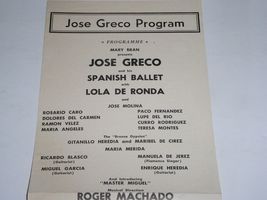 Jose Greco Program
PROGRAMME
MARY BRAN
presents
JOSE GRECO
and his
SPANISH BALLET
with
LOLA DE RONDA
and
JOSE MOLINA
ROSARIO CARO PACO FERNANDEZ
DOLORES DEL CARMEN LUPE DEL RIO
RAMON VELEZ CURRO RODRIGUEZ
MARIA ANGELES TERESA MONTES
The "Bronze Gypsies"
GITANILLO HEREDIA and MARIBEL DE CIREZ
MARIA MERIDA
RICARDO BLASCO MANUELA DE JEREZ
(Guitarist) (Flamenco Singer)
MIGUEL GARCIA ENRIQUE HEREDIA
(Guitarist) (Guitarist)
And introducing
"MASTER MIGUEL"
Musical Direction
ROGER MACHADO